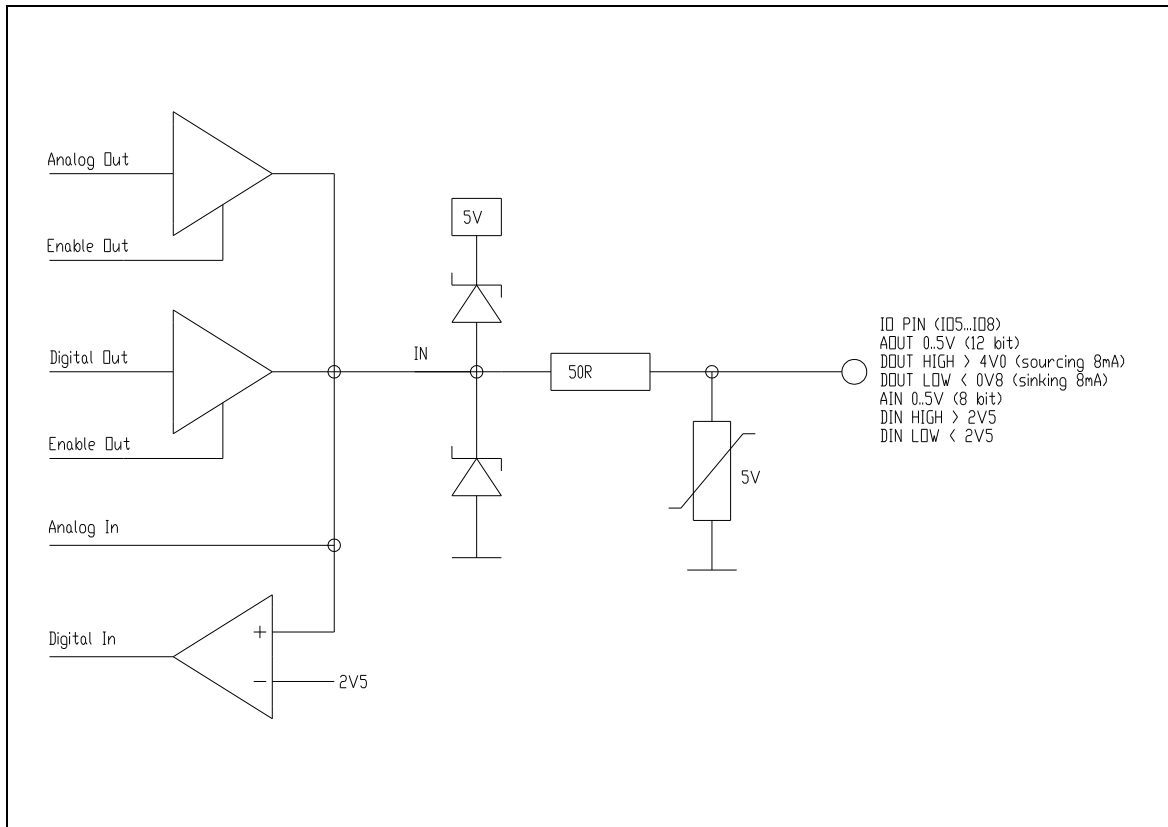 Analog Out
Enable Out
5V
Digital Out
IN
50R
Enable Out
5V
Analog In
Digital In
+
−
2V5
IO PIN (IO5...IO8)
AOUT 0..5V (12 bit)
DOUT HIGH > 4V0 (sourcing 8mA)
DOUT LOW < 0V8 (sinking 8mA)
AIN 0..5V (8 bit)
DIN HIGH > 2V5
DIN LOW < 2V5